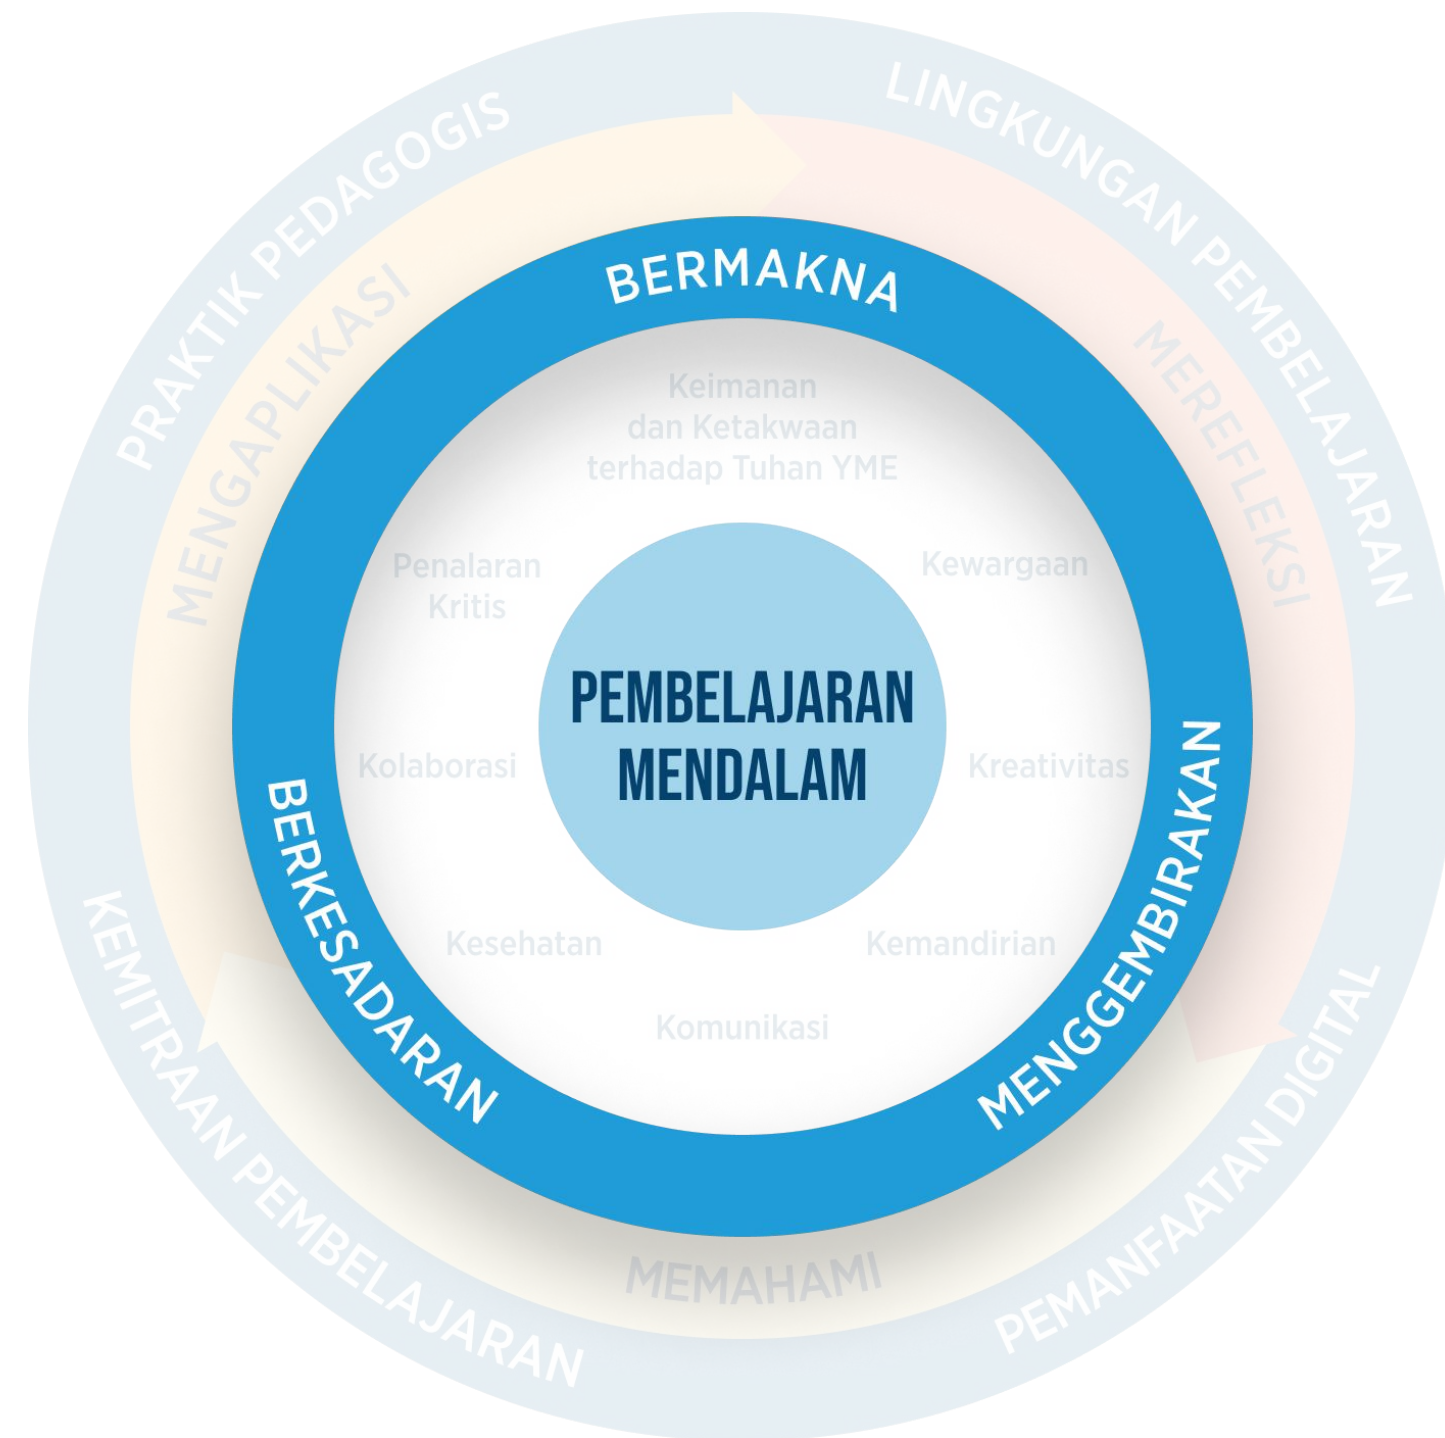 PRAKTIK PEDAGOGIS
LINGKUNGAN PEMBELAJARAN
MENGAPLIKASI
MEREFLEKSI
BERMAKNA
Keimanan
dan Ketakwaan
terhadap Tuhan YME
Penalaran
Kritis
Kewargaan
PEMBELAJARAN
MENDALAM
Kolaborasi
Kreativitas
BERKESADARAN
MENGGEMBIRAKAN
Kesehatan
Kemandirian
Komunikasi
MEMAHAMI
KEMITRAAN PEMBELAJARAN
PEMANFAATAN DIGITAL